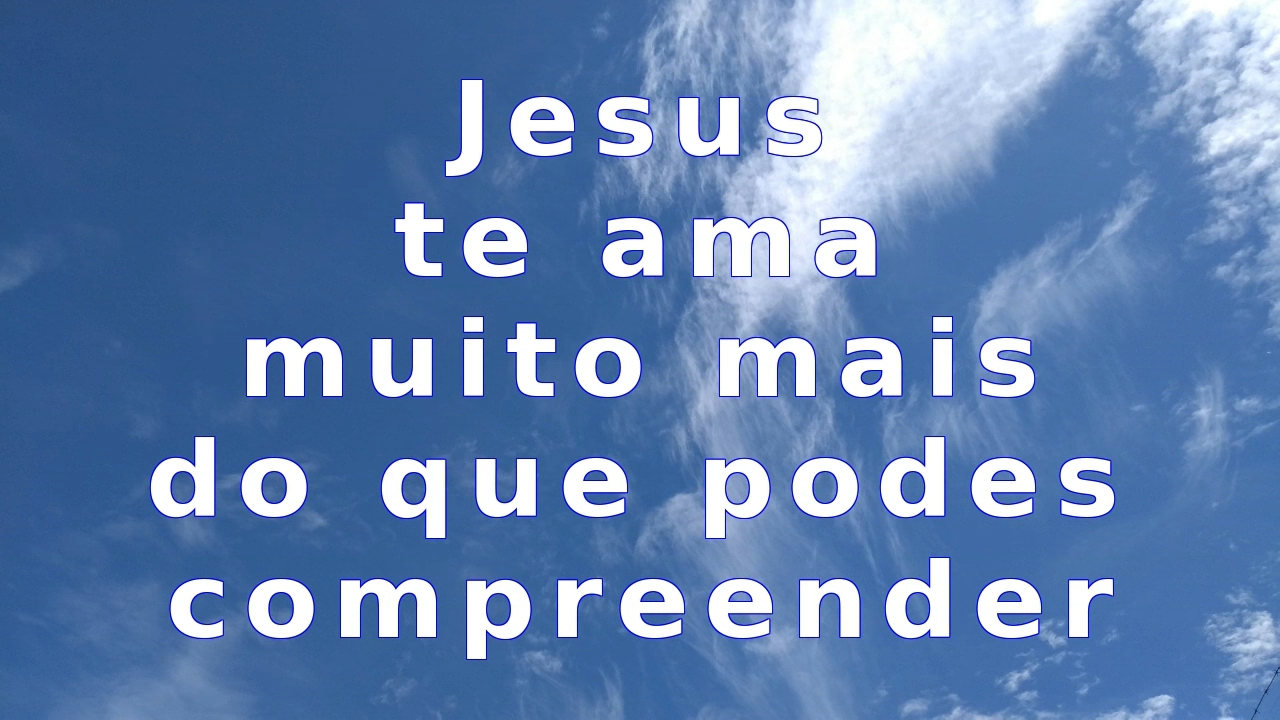 Jesus
te ama
muito mais
do que podes
compreender